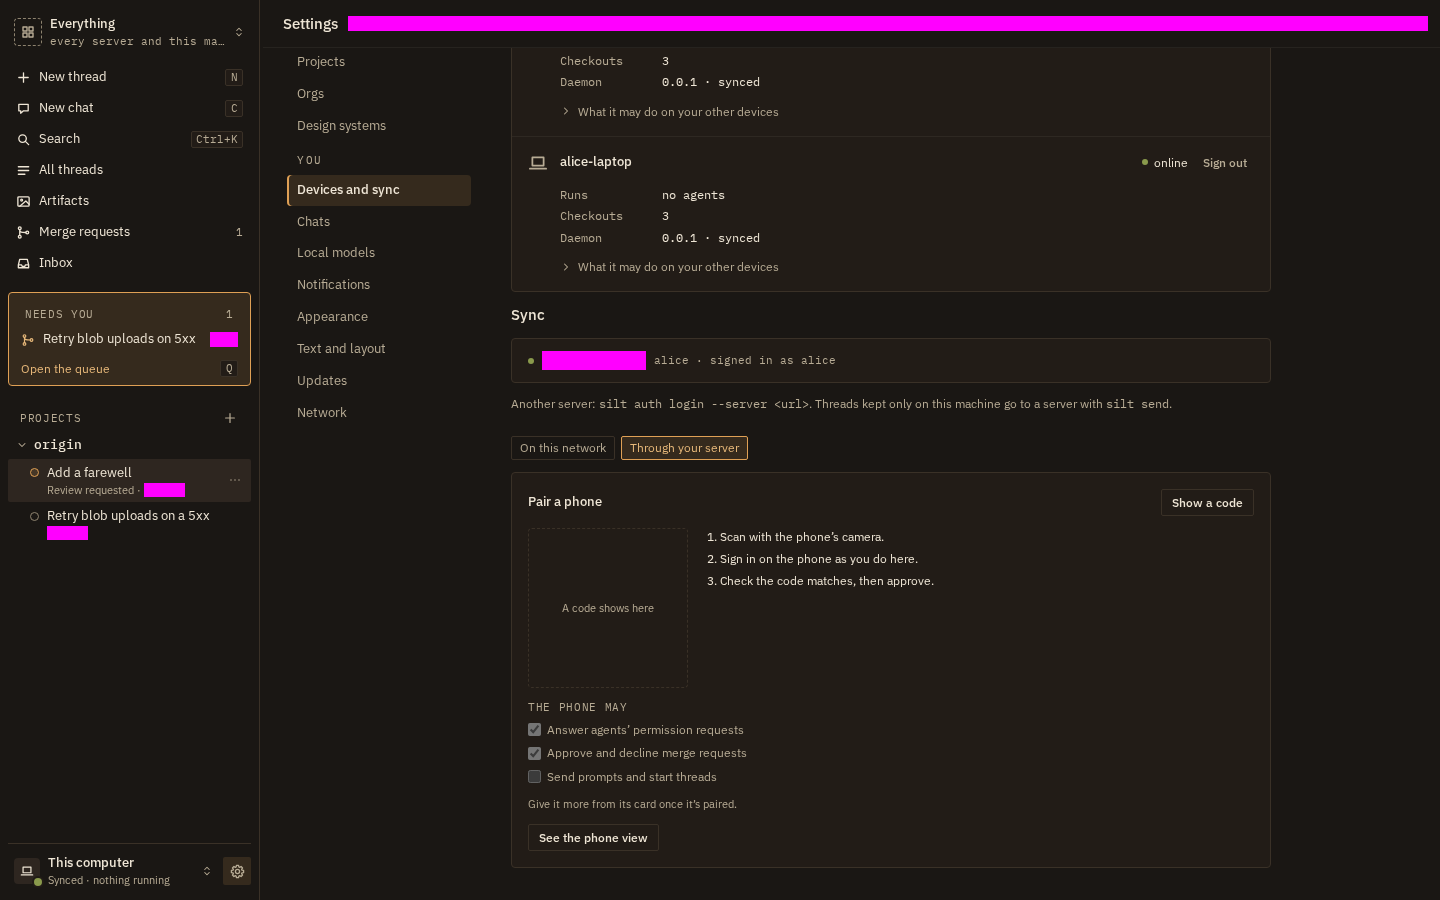 Everything
every server and this ma…
New thread N
New chat C
Search Ctrl+K
All threads
Artifacts
Merge requests 1
Inbox
NEEDS YOU 1
Retry blob uploads on 5xx
Open the queue Q
PROJECTS
origin
Add a farewell
Review requested ·
Retry blob uploads on a 5xx
This computer
Synced · nothing running
Settings
Projects
Orgs
Design systems
YOU
Devices and sync
Chats
Local models
Notifications
Appearance
Text and layout
Updates
Network
Checkouts 3
Daemon 0.0.1 · synced
What it may do on your other devices
alice-laptop online Sign out
Runs no agents
Checkouts 3
Daemon 0.0.1 · synced
What it may do on your other devices
Sync
alice · signed in as alice
Another server: silt auth login --server <url>. Threads kept only on this machine go to a server with silt send.
On this network Through your server
Pair a phone Show a code
A code shows here
1. Scan with the phone's camera.
2. Sign in on the phone as you do here.
3. Check the code matches, then approve.
THE PHONE MAY
Answer agents' permission requests
Approve and decline merge requests
Send prompts and start threads
Give it more from its card once it's paired.
See the phone view